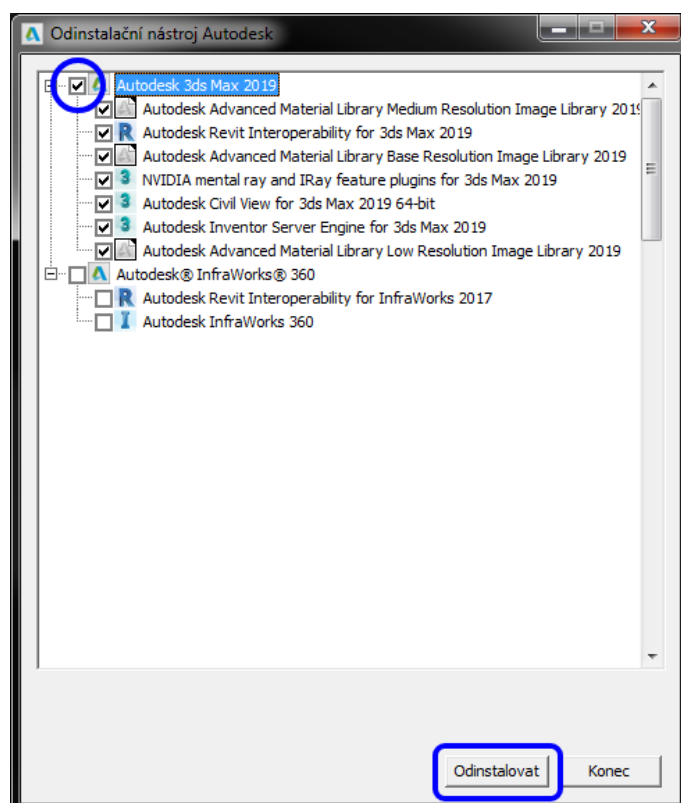 Odinstalační nástroj Autodesk
Autodesk 3ds Max 2019
Autodesk Advanced Material Library Medium Resolution Image Library 2019
Autodesk Revit Interoperability for 3ds Max 2019
Autodesk Advanced Material Library Base Resolution Image Library 2019
NVIDIA mental ray and IRay feature plugins for 3ds Max 2019
Autodesk Civil View for 3ds Max 2019 64-bit
Autodesk Inventor Server Engine for 3ds Max 2019
Autodesk Advanced Material Library Low Resolution Image Library 2019
Autodesk® InfraWorks® 360
Autodesk Revit Interoperability for InfraWorks 2017
Autodesk InfraWorks 360
Odinstalovat Konec